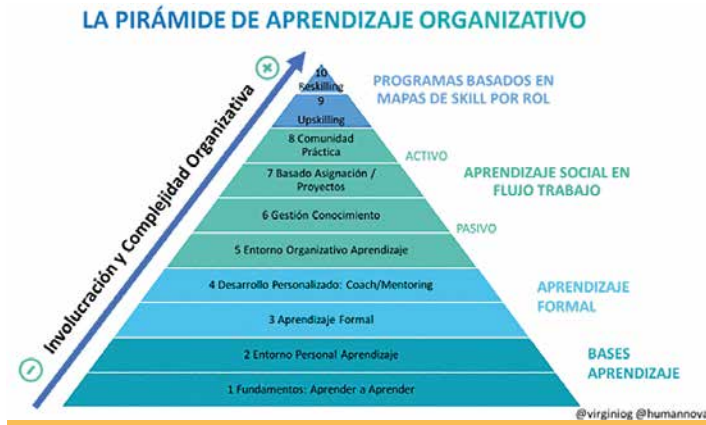 LA PIRÁMIDE DE APRENDIZAJE ORGANIZATIVO
Involucración y Complejidad Organizativa
10
Reskilling
9
Upskilling
PROGRAMAS BASADOS EN
MAPAS DE SKILL POR ROL
8 Comunidad
Práctica
ACTIVO
7 Basado Asignación /
Proyectos
APRENDIZAJE SOCIAL EN
FLUJO TRABAJO
6 Gestión Conocimiento
PASIVO
5 Entorno Organizativo Aprendizaje
4 Desarrollo Personalizado: Coach/Mentoring
APRENDIZAJE
FORMAL
3 Aprendizaje Formal
2 Entorno Personal Aprendizaje
BASES
APRENDIZAJE
1 Fundamentos: Aprender a Aprender
@virginiog @humannova